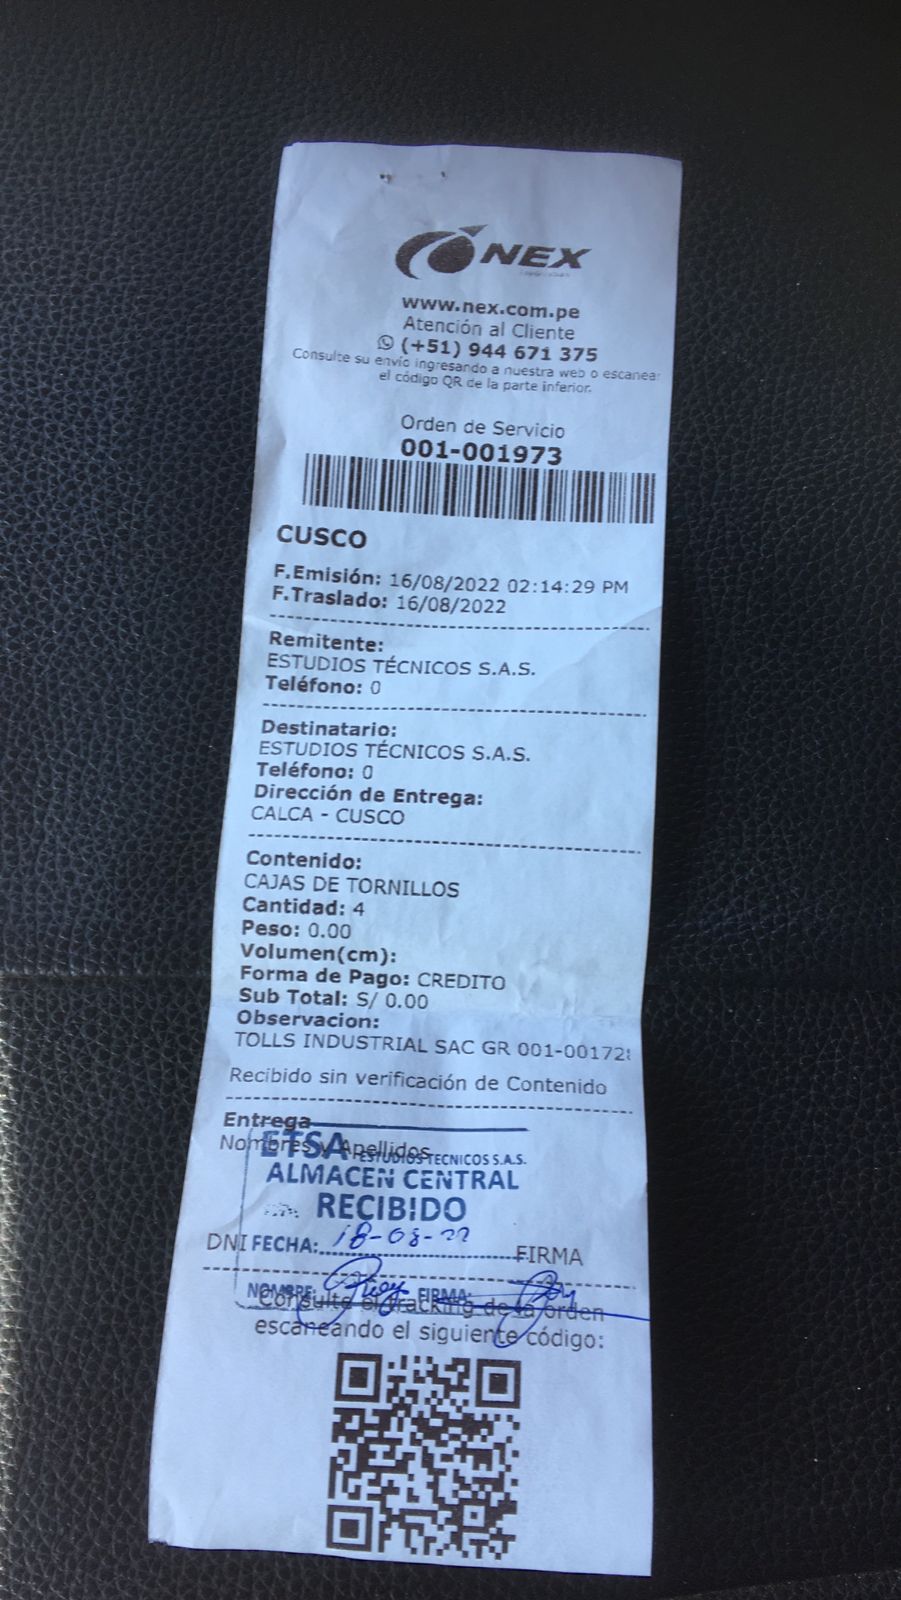 NEX
www.nex.com.pe
Atención al Cliente
(+51) 944 671 375
Consulte su envío ingresando a nuestra web o escanear
el código QR de la parte inferior.
Orden de Servicio
001-001973
CUSCO
F.Emisión: 16/08/2022 02:14:29 PM
F.Traslado: 16/08/2022
Remitente:
ESTUDIOS TÉCNICOS S.A.S.
Teléfono: 0
Destinatario:
ESTUDIOS TÉCNICOS S.A.S.
Teléfono: 0
Dirección de Entrega:
CALCA - CUSCO
Contenido:
CAJAS DE TORNILLOS
Cantidad: 4
Peso: 0.00
Volumen(cm):
Forma de Pago: CREDITO
Sub Total: S/ 0.00
Observacion:
TOLLS INDUSTRIAL SAC GR 001-00172
Recibido sin verificación de Contenido
Entrega
Nombres y Apellidos
ETSA ESTUDIOS TECNICOS S.A.S.
ALMACEN CENTRAL
RECIBIDO
DNI FECHA: 18-08-22 FIRMA
NOMBRE: FIRMA:
Consulte el tracking de la orden
escaneando el siguiente código: